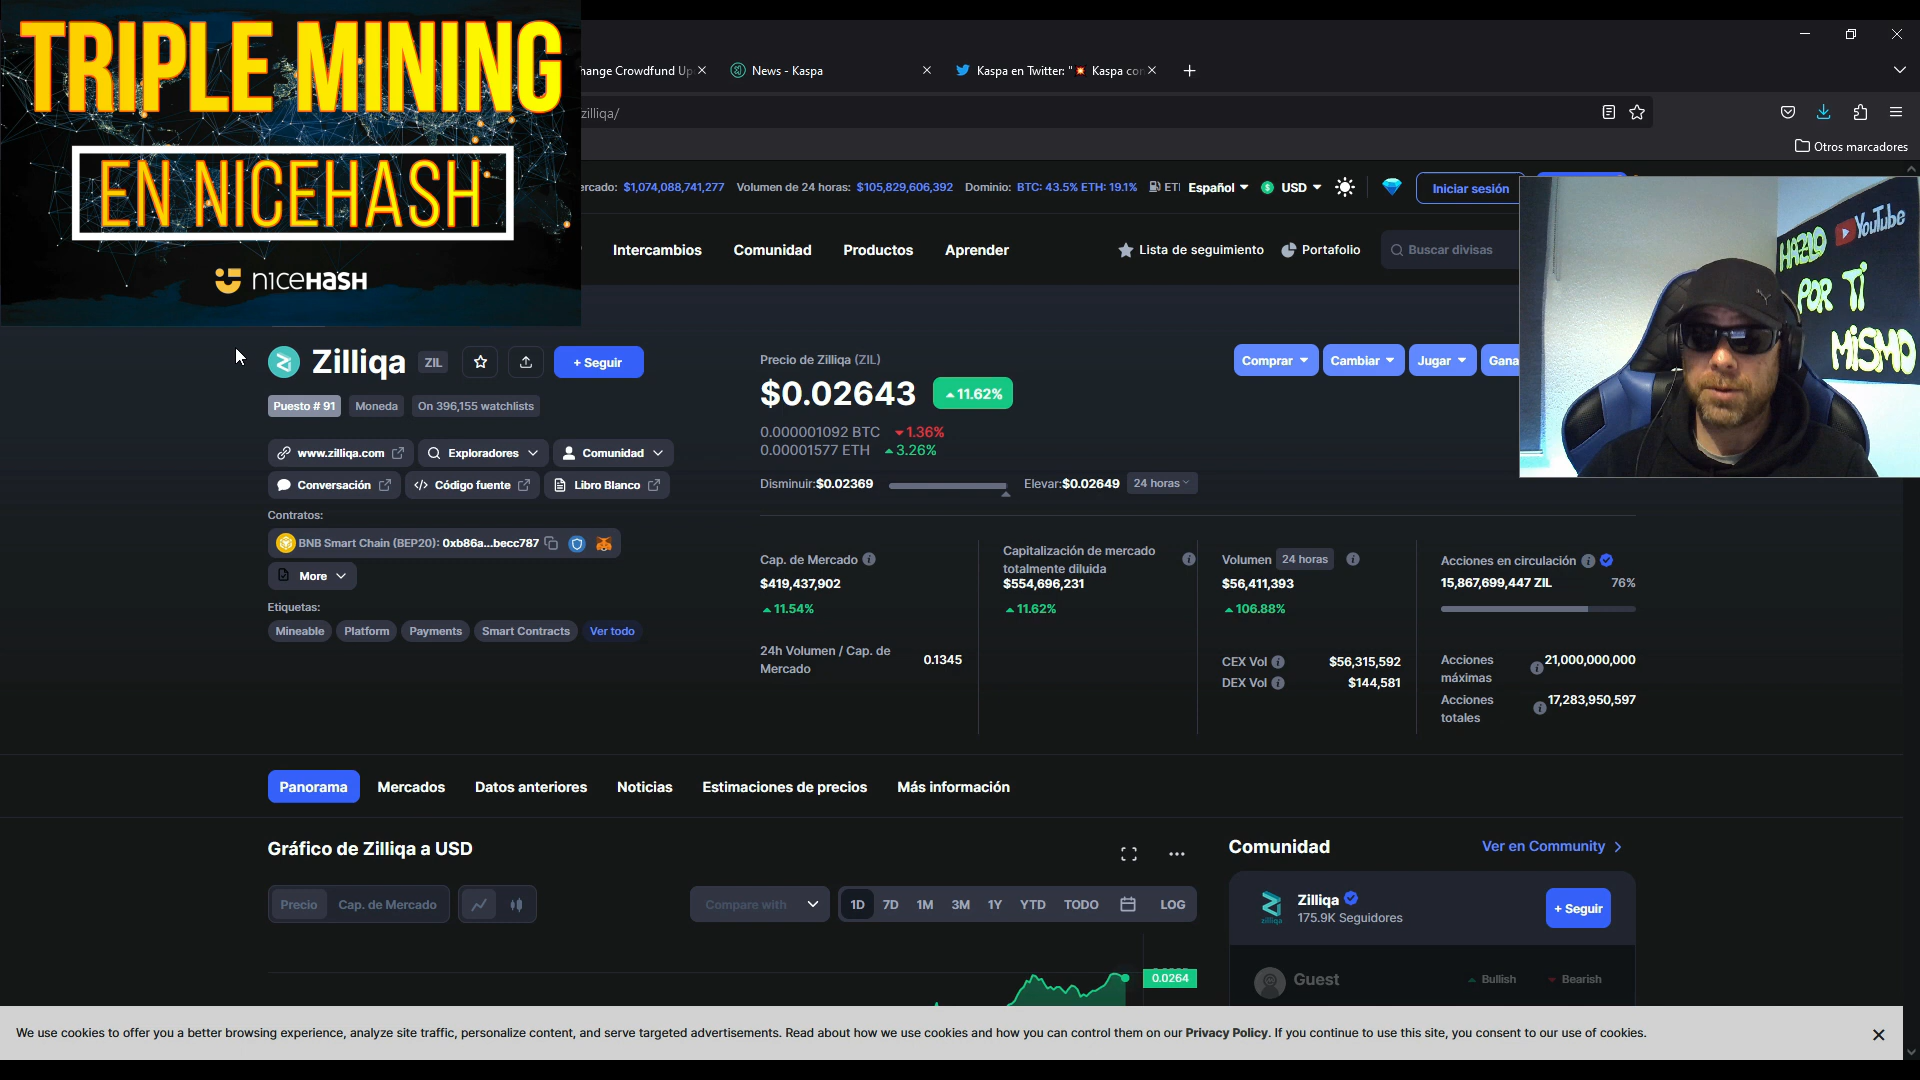 TRIPLE MINING
EN NICEHASH
nicehash
hange Crowdfund Up
News - Kaspa
Kaspa en Twitter: "💥 Kaspa cor
zilliqa/
Otros marcadores
ercado: $1,074,088,741,277 Volumen de 24 horas: $105,829,606,392 Dominio: BTC: 43.5% ETH: 19.1% ETH Español USD Iniciar sesión
Intercambios Comunidad Productos Aprender Lista de seguimiento Portafolio Buscar divisas
YouTube
HAZLO
POR TÍ
MISMO
Zilliqa ZIL + Seguir
Puesto # 91 Moneda On 396,155 watchlists
www.zilliqa.com Exploradores Comunidad
Conversación Código fuente Libro Blanco
Contratos:
BNB Smart Chain (BEP20): 0xb86a...becc787
More
Etiquetas:
Mineable Platform Payments Smart Contracts Ver todo
Precio de Zilliqa (ZIL)
$0.02643 11.62%
0.000001092 BTC 1.36%
0.00001577 ETH 3.26%
Disminuir:$0.02369 Elevar:$0.02649 24 horas
Comprar Cambiar Jugar Gana
Cap. de Mercado
$419,437,902
11.54%
24h Volumen / Cap. de
Mercado
0.1345
Capitalización de mercado
totalmente diluida
$554,696,231
11.62%
Volumen 24 horas
$56,411,393
106.88%
CEX Vol $56,315,592
DEX Vol $144,581
Acciones en circulación
15,867,699,447 ZIL 76%
Acciones
máximas
21,000,000,000
Acciones
totales
17,283,950,597
Panorama Mercados Datos anteriores Noticias Estimaciones de precios Más información
Gráfico de Zilliqa a USD
Precio Cap. de Mercado Compare with 1D 7D 1M 3M 1Y YTD TODO LOG
0.0264
Comunidad Ver en Community
zilliqa
Zilliqa
175.9K Seguidores
+ Seguir
Guest Bullish Bearish
We use cookies to offer you a better browsing experience, analyze site traffic, personalize content, and serve targeted advertisements. Read about how we use cookies and how you can control them on our Privacy Policy. If you continue to use this site, you consent to our use of cookies.